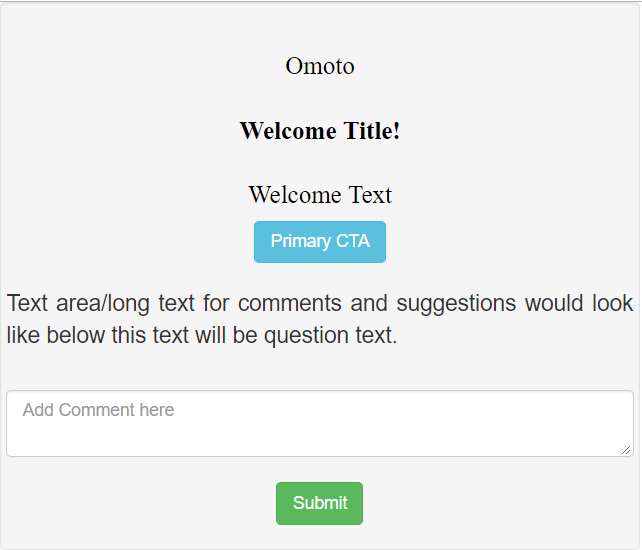 Omoto
Welcome Title!
Welcome Text
Primary CTA
Text area/long text for comments and suggestions would look
like below this text will be question text.
Add Comment here
Submit